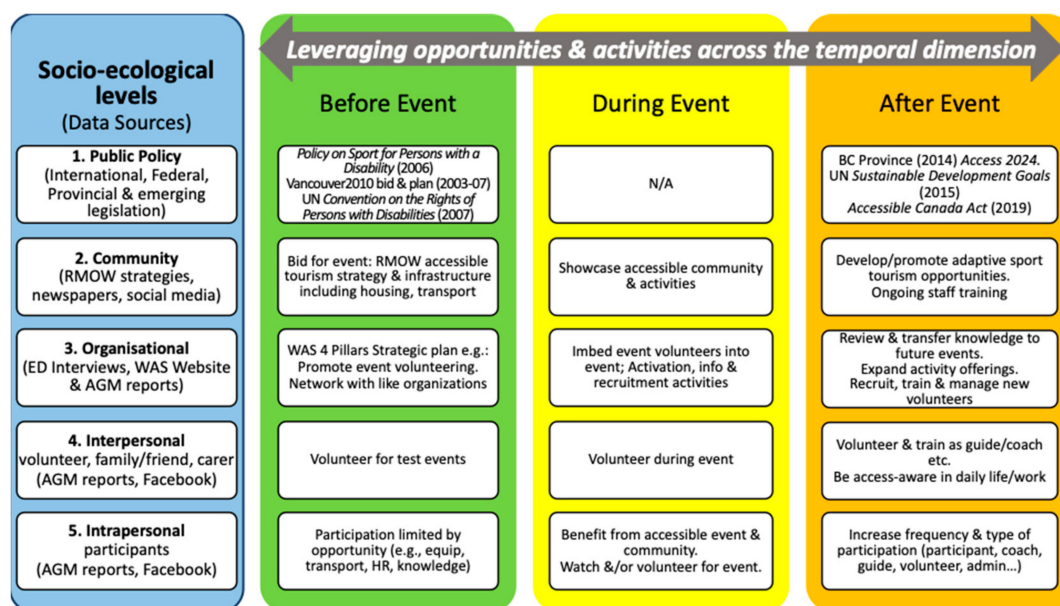 Leveraging opportunities & activities across the temporal dimension
Socio-ecological
levels
(Data Sources)
Before Event
During Event
After Event
1. Public Policy
(International, Federal,
Provincial & emerging
legislation)
Policy on Sport for Persons with a
Disability (2006)
Vancouver2010 bid & plan (2003-07)
UN Convention on the Rights of
Persons with Disabilities (2007)
N/A
BC Province (2014) Access 2024.
UN Sustainable Development Goals
(2015)
Accessible Canada Act (2019)
2. Community
(RMOW strategies,
newspapers, social media)
Bid for event: RMOW accessible
tourism strategy & infrastructure
including housing, transport
Showcase accessible community
& activities
Develop/promote adaptive sport
tourism opportunities.
Ongoing staff training
3. Organisational
(ED Interviews, WAS Website
& AGM reports)
WAS 4 Pillars Strategic plan e.g.:
Promote event volunteering.
Network with like organizations
Imbed event volunteers into
event; Activation, info &
recruitment activities
Review & transfer knowledge to
future events.
Expand activity offerings.
Recruit, train & manage new
volunteers
4. Interpersonal
volunteer, family/friend, carer
(AGM reports, Facebook)
Volunteer for test events
Volunteer during event
Volunteer & train as guide/coach
etc.
Be access-aware in daily life/work
5. Intrapersonal
participants
(AGM reports, Facebook)
Participation limited by
opportunity (e.g., equip,
transport, HR, knowledge)
Benefit from accessible event &
community.
Watch &/or volunteer for event.
Increase frequency & type of
participation (participant, coach,
guide, volunteer, admin...)